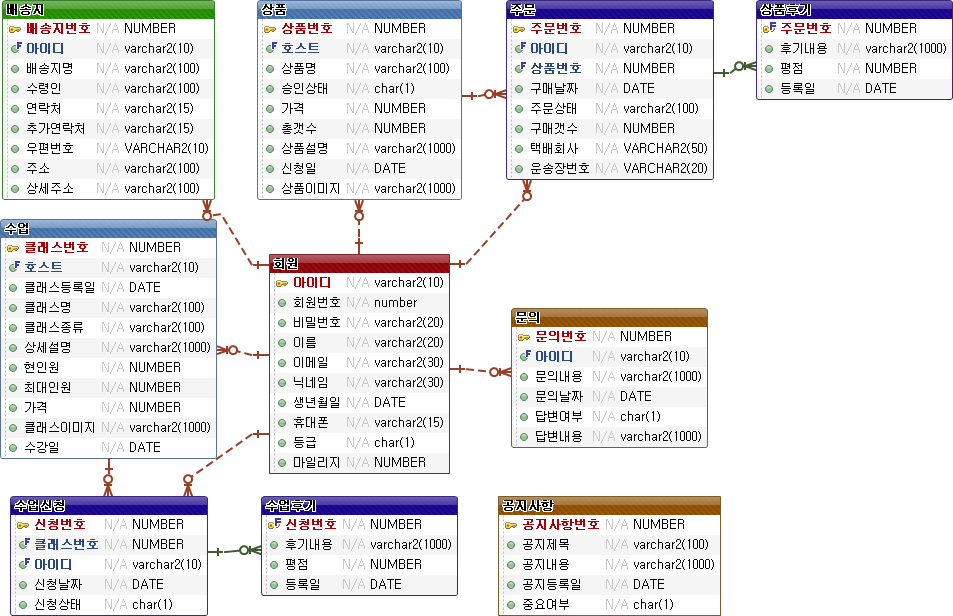 배송지
배송지번호 N/A NUMBER
아이디 N/A varchar2(10)
배송지명 N/A varchar2(100)
수령인 N/A varchar2(100)
연락처 N/A varchar2(15)
추가연락처 N/A varchar2(15)
우편번호 N/A VARCHAR2(10)
주소 N/A varchar2(100)
상세주소 N/A varchar2(100)
상품
상품번호 N/A NUMBER
호스트 N/A varchar2(10)
상품명 N/A varchar2(100)
승인상태 N/A char(1)
가격 N/A NUMBER
총갯수 N/A NUMBER
상품설명 N/A varchar2(1000)
신청일 N/A DATE
상품이미지 N/A varchar2(1000)
주문
주문번호 N/A NUMBER
아이디 N/A varchar2(10)
상품번호 N/A NUMBER
구매날짜 N/A DATE
주문상태 N/A varchar2(100)
구매갯수 N/A NUMBER
택배회사 N/A VARCHAR2(50)
운송장번호 N/A VARCHAR2(20)
상품후기
주문번호 N/A NUMBER
후기내용 N/A varchar2(1000)
평점 N/A NUMBER
등록일 N/A DATE
수업
클래스번호 N/A NUMBER
호스트 N/A varchar2(10)
클래스등록일 N/A DATE
클래스명 N/A varchar2(100)
클래스종류 N/A varchar2(100)
상세설명 N/A varchar2(1000)
현인원 N/A NUMBER
최대인원 N/A NUMBER
가격 N/A NUMBER
클래스이미지 N/A varchar2(1000)
수강일 N/A DATE
회원
아이디 N/A varchar2(10)
회원번호 N/A number
비밀번호 N/A varchar2(20)
이름 N/A varchar2(20)
이메일 N/A varchar2(30)
닉네임 N/A varchar2(30)
생년월일 N/A DATE
휴대폰 N/A varchar2(15)
등급 N/A char(1)
마일리지 N/A NUMBER
문의
문의번호 N/A NUMBER
아이디 N/A varchar2(10)
문의내용 N/A varchar2(1000)
문의날짜 N/A DATE
답변여부 N/A char(1)
답변내용 N/A varchar2(1000)
수업신청
신청번호 N/A NUMBER
클래스번호 N/A NUMBER
아이디 N/A varchar2(10)
신청날짜 N/A DATE
신청상태 N/A char(1)
수업후기
신청번호 N/A NUMBER
후기내용 N/A varchar2(1000)
평점 N/A NUMBER
등록일 N/A DATE
공지사항
공지사항번호 N/A NUMBER
공지제목 N/A varchar2(100)
공지내용 N/A varchar2(1000)
공지등록일 N/A DATE
중요여부 N/A char(1)